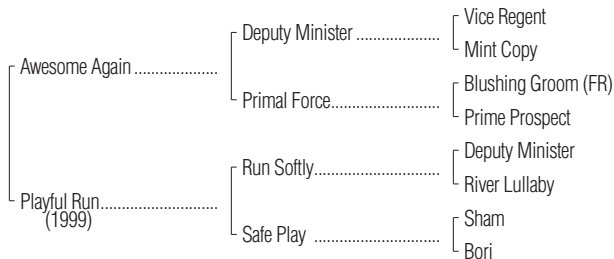 Vice Regent
Deputy Minister ....................
Mint Copy
Awesome Again ....................
Blushing Groom (FR)
Primal Force..........................
Prime Prospect
Deputy Minister
Run Softly..............................
River Lullaby
Playful Run............................
(1999)
Sham
Safe Play ..............................
Bori